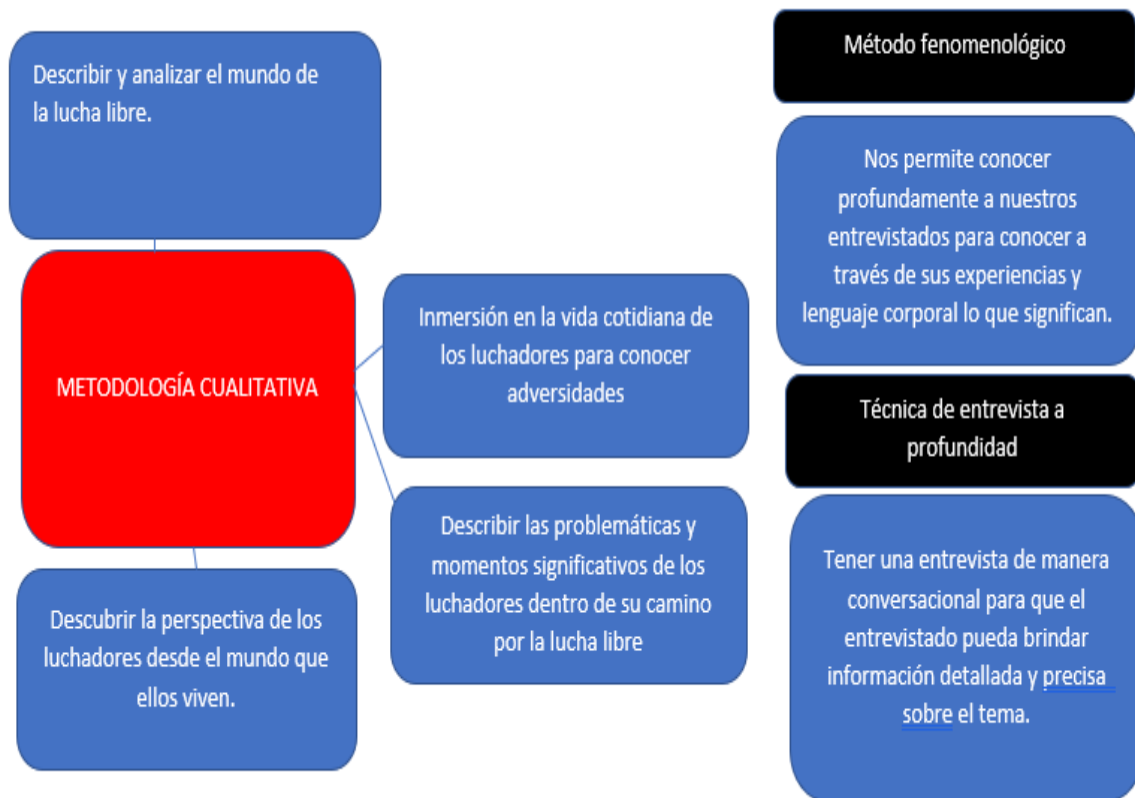 Describir y analizar el mundo de
la lucha libre.
METODOLOGÍA CUALITATIVA
Descubrir la perspectiva de los
luchadores desde el mundo que
ellos viven.
Inmersión en la vida cotidiana de
los luchadores para conocer
adversidades
Describir las problemáticas y
momentos significativos de los
luchadores dentro de su camino
por la lucha libre
Método fenomenológico
Nos permite conocer
profundamente a nuestros
entrevistados para conocer a
través de sus experiencias y
lenguaje corporal lo que significan.
Técnica de entrevista a
profundidad
Tener una entrevista de manera
conversacional para que el
entrevistado pueda brindar
información detallada y precisa
sobre el tema.